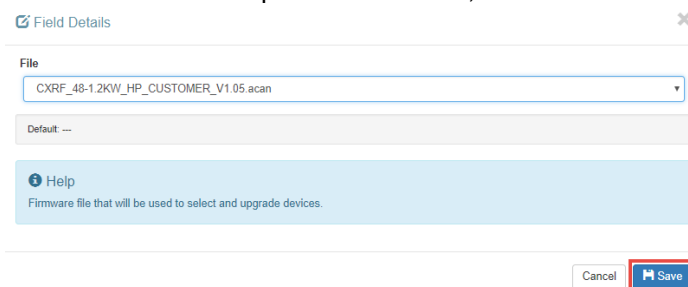 Field Details
File
CXRF_48-1.2KW_HP_CUSTOMER_V1.05.acan
Default: ---
Help
Firmware file that will be used to select and upgrade devices.
Cancel Save